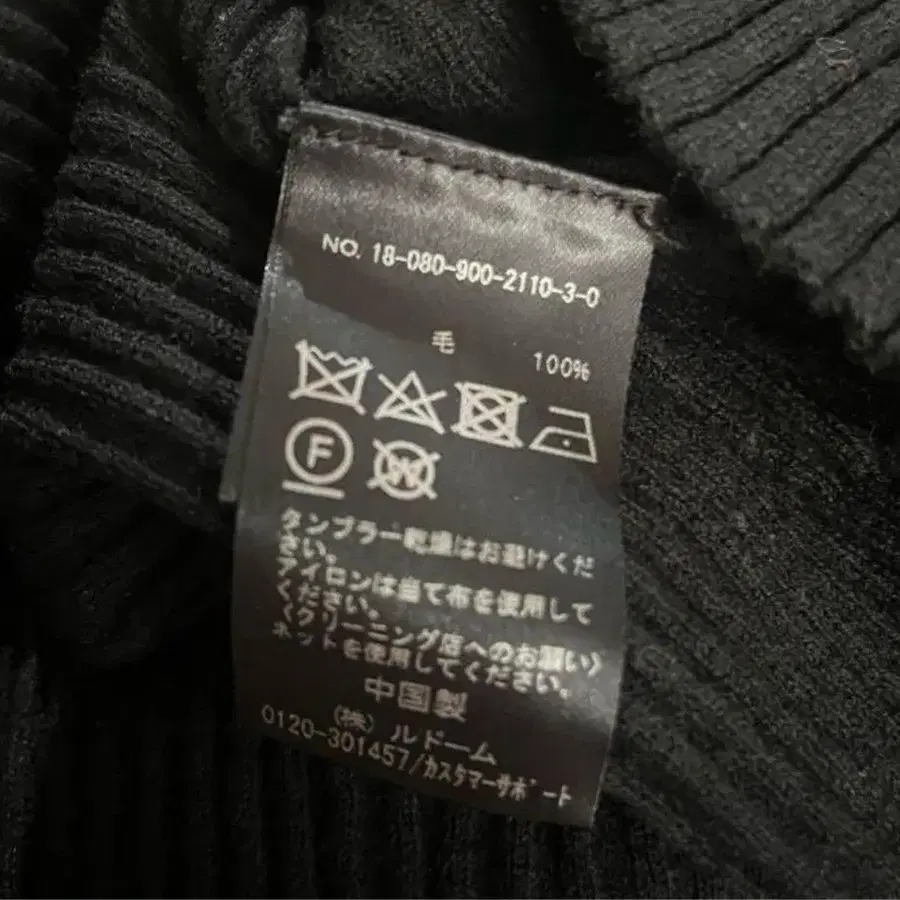 NO. 18-080-900-2110-3-0
毛 100%
F
W
タンブラー乾燥はお避けくだ
さい。
アイロンは当て布を使用して
ください。
〈クリーニング店へのお願い〉
ネットを使用してください。
中国製
(株) ルドーム
0120-301457/カスタマーサポート